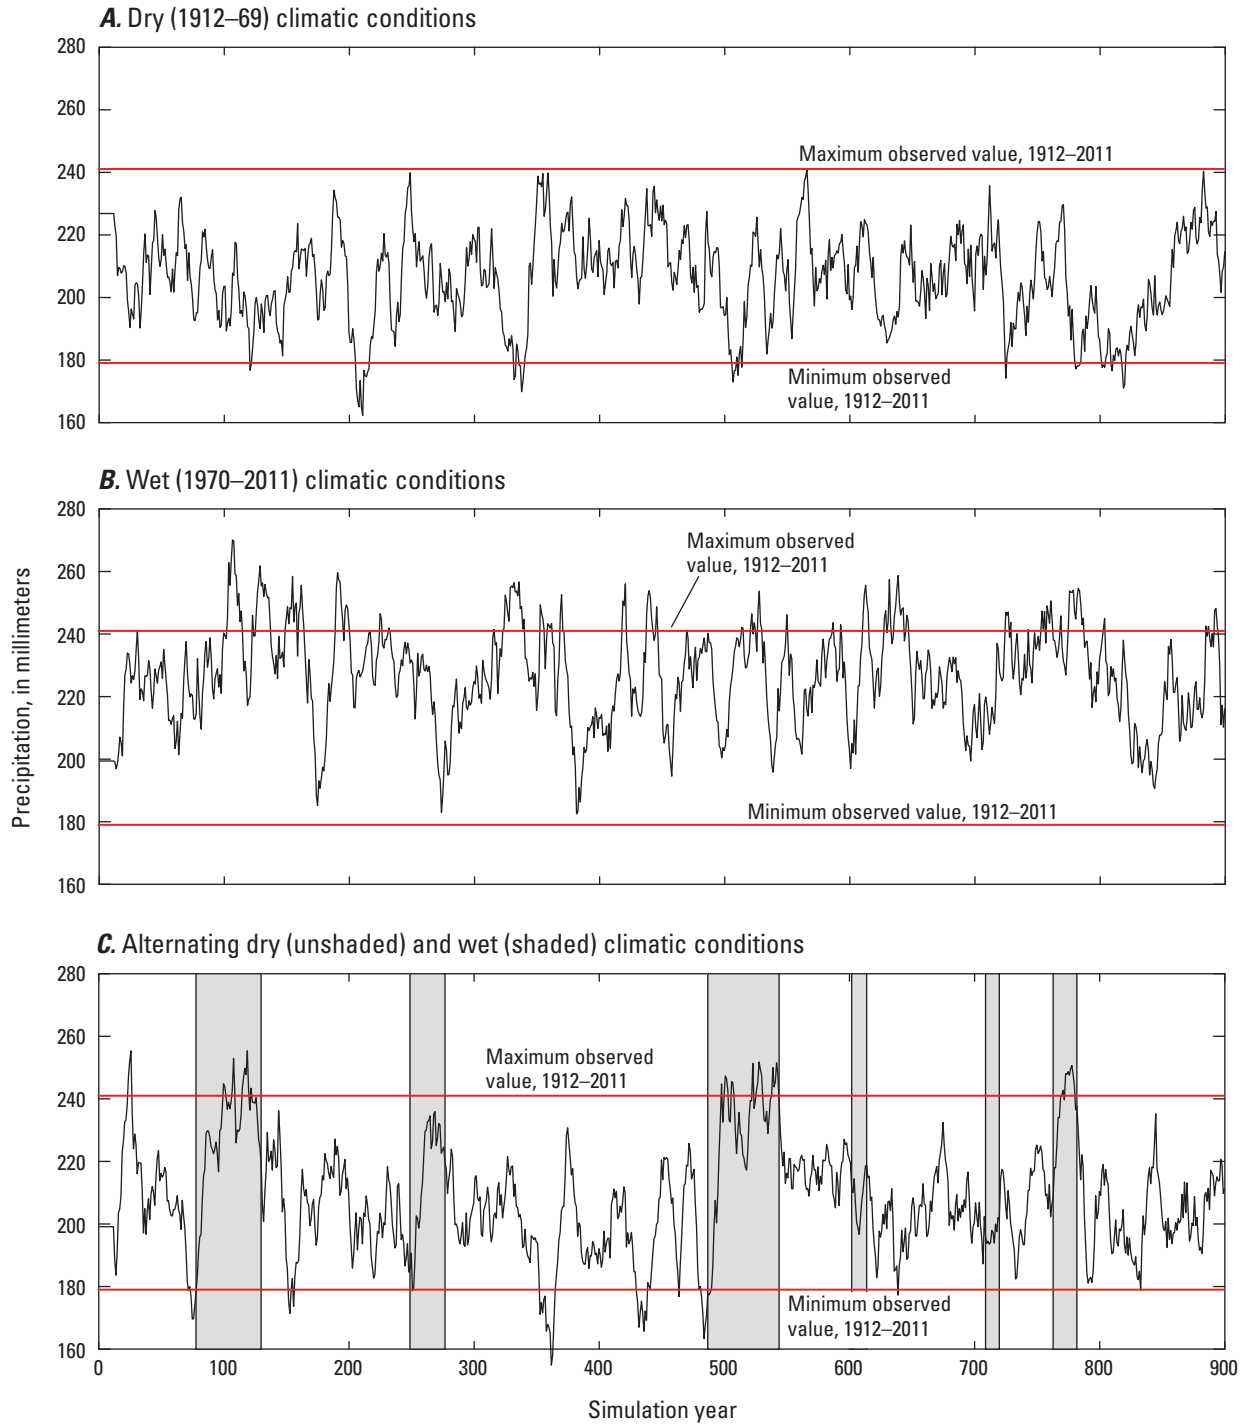 A. Dry (1912–69) climatic conditions
280
260
240
220
200
180
160
Maximum observed value, 1912–2011
Minimum observed
value, 1912–2011
B. Wet (1970–2011) climatic conditions
280
260
240
220
200
180
160
Maximum observed
value, 1912–2011
Minimum observed value, 1912–2011
Precipitation, in millimeters
C. Alternating dry (unshaded) and wet (shaded) climatic conditions
280
260
240
220
200
180
160
Maximum observed
value, 1912–2011
Minimum observed
value, 1912–2011
0 100 200 300 400 500 600 700 800 900
Simulation year